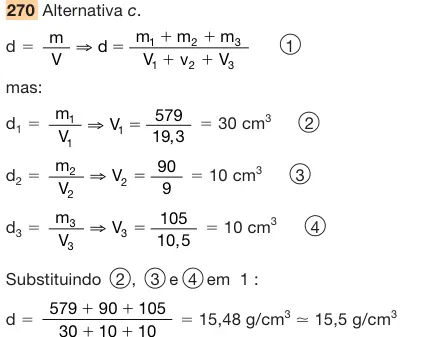 270 Alternativa c.
d = m/V ⇒ d = (m₁ + m₂ + m₃)/(V₁ + v₂ + V₃) ①
mas:
d₁ = m₁/V₁ ⇒ V₁ = 579/19,3 = 30 cm³ ②
d₂ = m₂/V₂ ⇒ V₂ = 90/9 = 10 cm³ ③
d₃ = m₃/V₃ ⇒ V₃ = 105/10,5 = 10 cm³ ④
Substituindo ②, ③ e ④ em 1 :
d = (579 + 90 + 105)/(30 + 10 + 10) = 15,48 g/cm³ ≃ 15,5 g/cm³